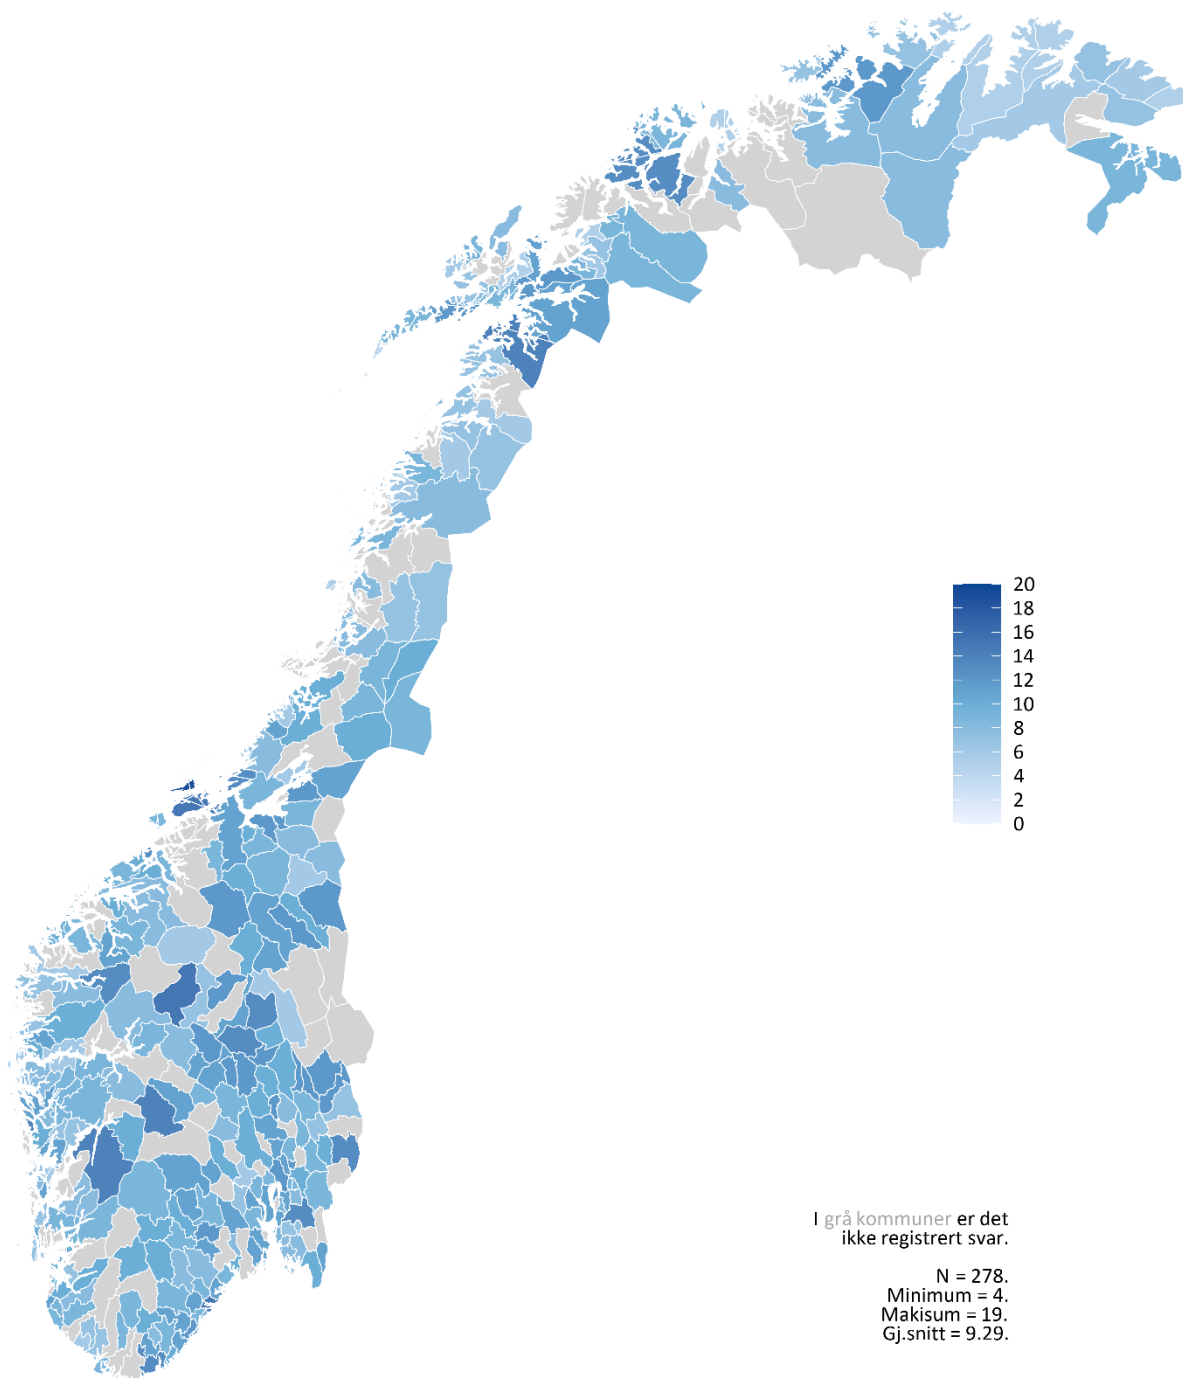 20
18
16
14
12
10
8
6
4
2
0
I grå kommuner er det
ikke registrert svar.
N = 278.
Minimum = 4.
Makisum = 19.
Gj.snitt = 9.29.